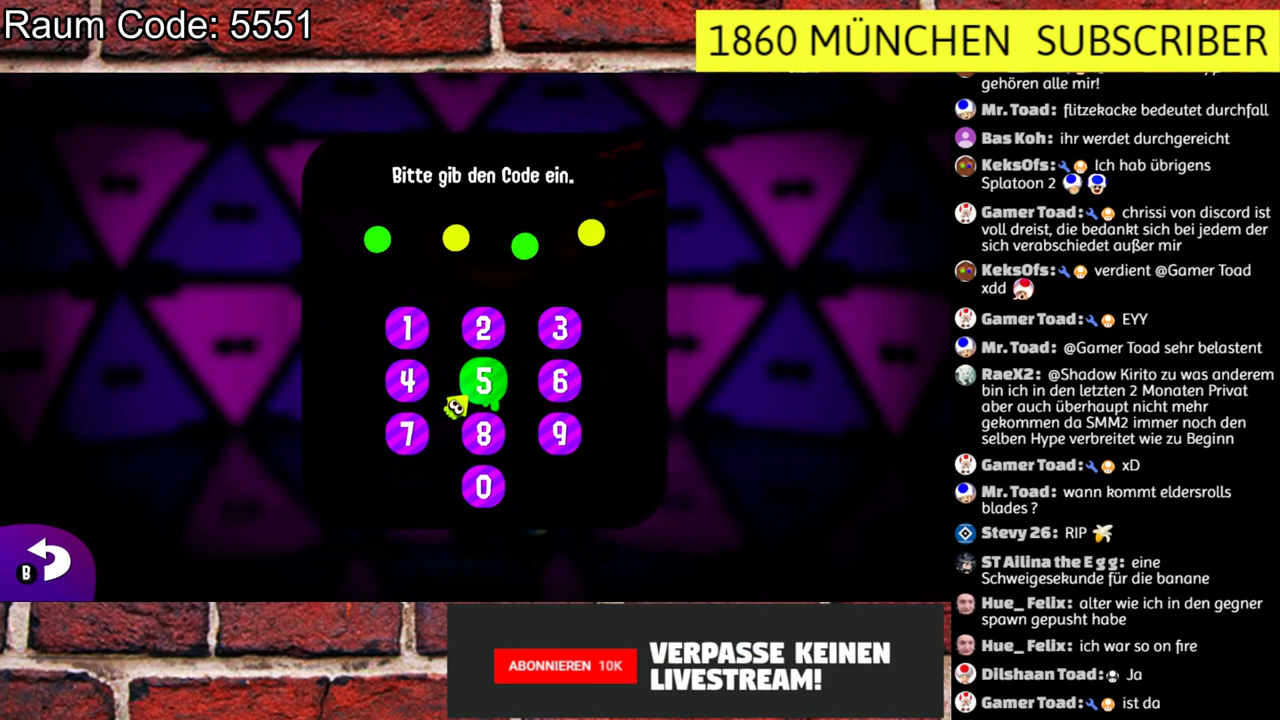 Raum Code: 5551
1860 MÜNCHEN SUBSCRIBER
Bitte gib den Code ein.
1 2 3
4 5 6
7 8 9
0
B
ABONNIEREN 10K
VERPASSE KEINEN
LIVESTREAM!
gehören alle mir!
Mr. Toad: flitzekacke bedeutet durchfall
Bas Koh: ihr werdet durchgereicht
KeksOfs: Ich hab übrigens
Splatoon 2
Gamer Toad: chrissi von discord ist
voll dreist, die bedankt sich bei jedem der
sich verabschiedet außer mir
KeksOfs: verdient @Gamer Toad
xdd
Gamer Toad: EYY
Mr. Toad: @Gamer Toad sehr belastent
RaeX2: @Shadow Kirito zu was anderem
bin ich in den letzten 2 Monaten Privat
aber auch überhaupt nicht mehr
gekommen da SMM2 immer noch den
selben Hype verbreitet wie zu Beginn
Gamer Toad: xD
Mr. Toad: wann kommt eldersrolls
blades ?
Stevy 26: RIP
ST Ailina the E g g: eine
Schweigesekunde für die banane
Hue_ Felix: alter wie ich in den gegner
spawn gepusht habe
Hue_ Felix: ich war so on fire
Dilshaan Toad: Ja
Gamer Toad: ist da